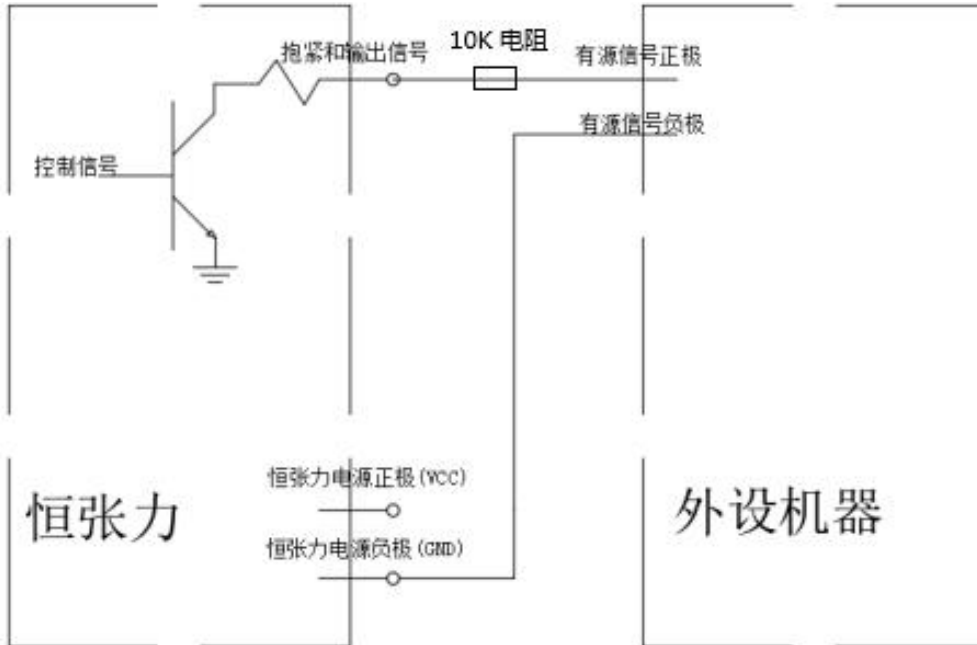 抱紧和输出信号
10K 电阻
有源信号正极
有源信号负极
控制信号
恒张力电源正极(VCC)
恒张力
外设机器
恒张力电源负极(GND)